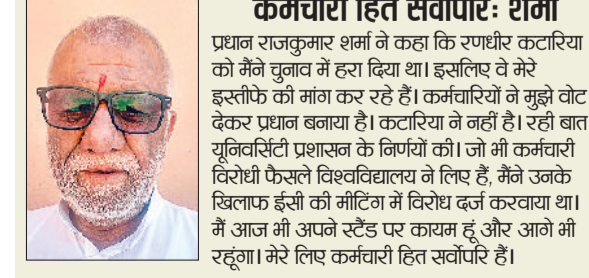 कर्मचारी हित सर्वोपरिः शर्मा
प्रधान राजकुमार शर्मा ने कहा कि रणधीर कटारिया
को मैंने चुनाव में हरा दिया था। इसलिए वे मेरे
इस्तीफे की मांग कर रहे हैं। कर्मचारियों ने मुझे वोट
देकर प्रधान बनाया है। कटारिया ने नहीं है। रही बात
यूनिवर्सिटी प्रशासन के निर्णयों की। जो भी कर्मचारी
विरोधी फैसले विश्वविद्यालय ने लिए हैं, मैंने उनके
खिलाफ ईसी की मीटिंग में विरोध दर्ज करवाया था।
मैं आज भी अपने स्टैंड पर कायम हूं और आगे भी
रहूंगा। मेरे लिए कर्मचारी हित सर्वोपरि हैं।